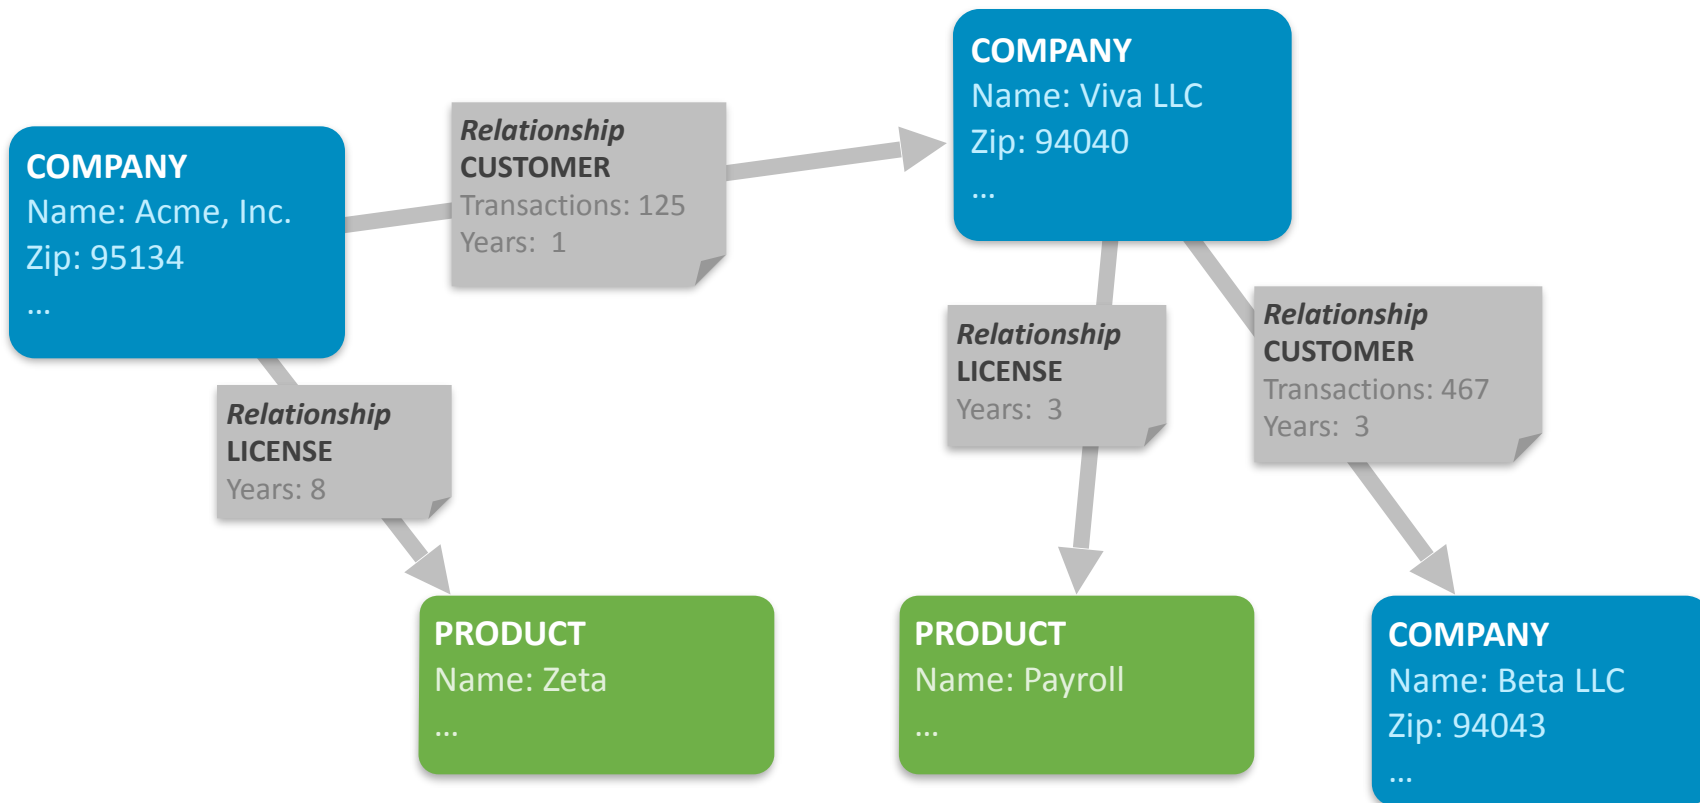 COMPANY
Name: Acme, Inc.
Zip: 95134
...
Relationship
CUSTOMER
Transactions: 125
Years:  1
COMPANY
Name: Viva LLC
Zip: 94040
...
Relationship
LICENSE
Years: 8
Relationship
LICENSE
Years:  3
Relationship
CUSTOMER
Transactions: 467
Years:  3
PRODUCT
Name: Zeta
...
PRODUCT
Name: Payroll
...
COMPANY
Name: Beta LLC
Zip: 94043
...